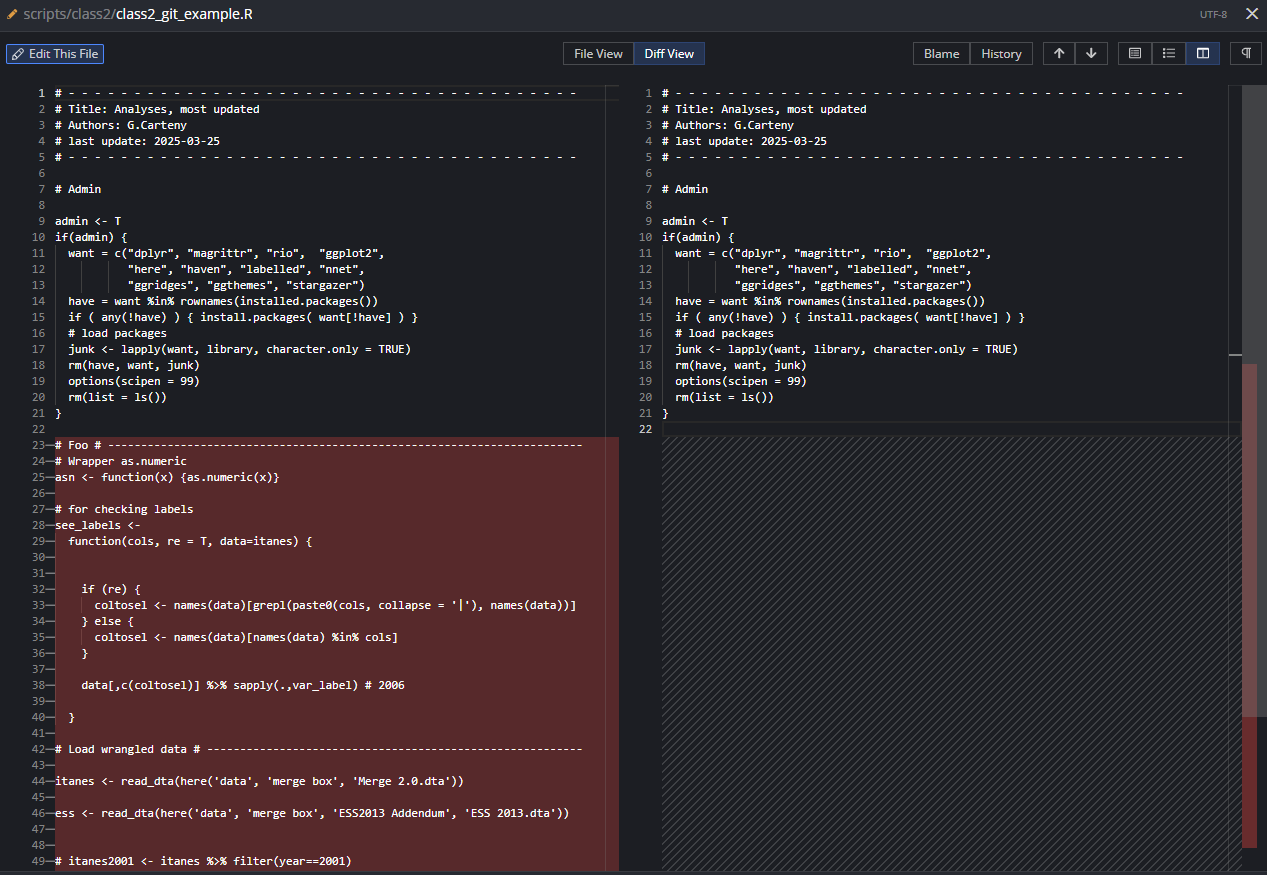 scripts/class2/class2_git_example.R
UTF-8
Edit This File
File View
Diff View
Blame
History
1 # - - - - - - - - - - - - - - - - - - - - - - - - - - - - - - - - - - - - - - -
2 # Title: Analyses, most updated
3 # Authors: G.Carteny
4 # last update: 2025-03-25
5 # - - - - - - - - - - - - - - - - - - - - - - - - - - - - - - - - - - - - - - -
6
7 # Admin
8
9 admin <- T
10 if(admin) {
11   want = c("dplyr", "magrittr", "rio",  "ggplot2",
12            "here", "haven", "labelled", "nnet",
13            "ggridges", "ggthemes", "stargazer")
14   have = want %in% rownames(installed.packages())
15   if ( any(!have) ) { install.packages( want[!have] ) }
16   # load packages
17   junk <- lapply(want, library, character.only = TRUE)
18   rm(have, want, junk)
19   options(scipen = 99)
20   rm(list = ls())
21 }
22
23 — # Foo # ------------------------------------------------------------------------
24 — # Wrapper as.numeric
25 — asn <- function(x) {as.numeric(x)}
26 —
27 — # for checking labels
28 — see_labels <-
29 —   function(cols, re = T, data=itanes) {
30 —
31 —
32 —     if (re) {
33 —       coltosel <- names(data)[grepl(paste0(cols, collapse = '|'), names(data))]
34 —     } else {
35 —       coltosel <- names(data)[names(data) %in% cols]
36 —     }
37 —
38 —     data[,c(coltosel)] %>% sapply(.,var_label) # 2006
39 —
40 —   }
41 —
42 — # Load wrangled data # ---------------------------------------------------------
43 —
44 — itanes <- read_dta(here('data', 'merge box', 'Merge 2.0.dta'))
45 —
46 — ess <- read_dta(here('data', 'merge box', 'ESS2013 Addendum', 'ESS 2013.dta'))
47 —
48 —
49 — # itanes2001 <- itanes %>% filter(year==2001)
1 # - - - - - - - - - - - - - - - - - - - - - - - - - - - - - - - - - - - - - - -
2 # Title: Analyses, most updated
3 # Authors: G.Carteny
4 # last update: 2025-03-25
5 # - - - - - - - - - - - - - - - - - - - - - - - - - - - - - - - - - - - - - - -
6
7 # Admin
8
9 admin <- T
10 if(admin) {
11   want = c("dplyr", "magrittr", "rio",  "ggplot2",
12            "here", "haven", "labelled", "nnet",
13            "ggridges", "ggthemes", "stargazer")
14   have = want %in% rownames(installed.packages())
15   if ( any(!have) ) { install.packages( want[!have] ) }
16   # load packages
17   junk <- lapply(want, library, character.only = TRUE)
18   rm(have, want, junk)
19   options(scipen = 99)
20   rm(list = ls())
21 }
22